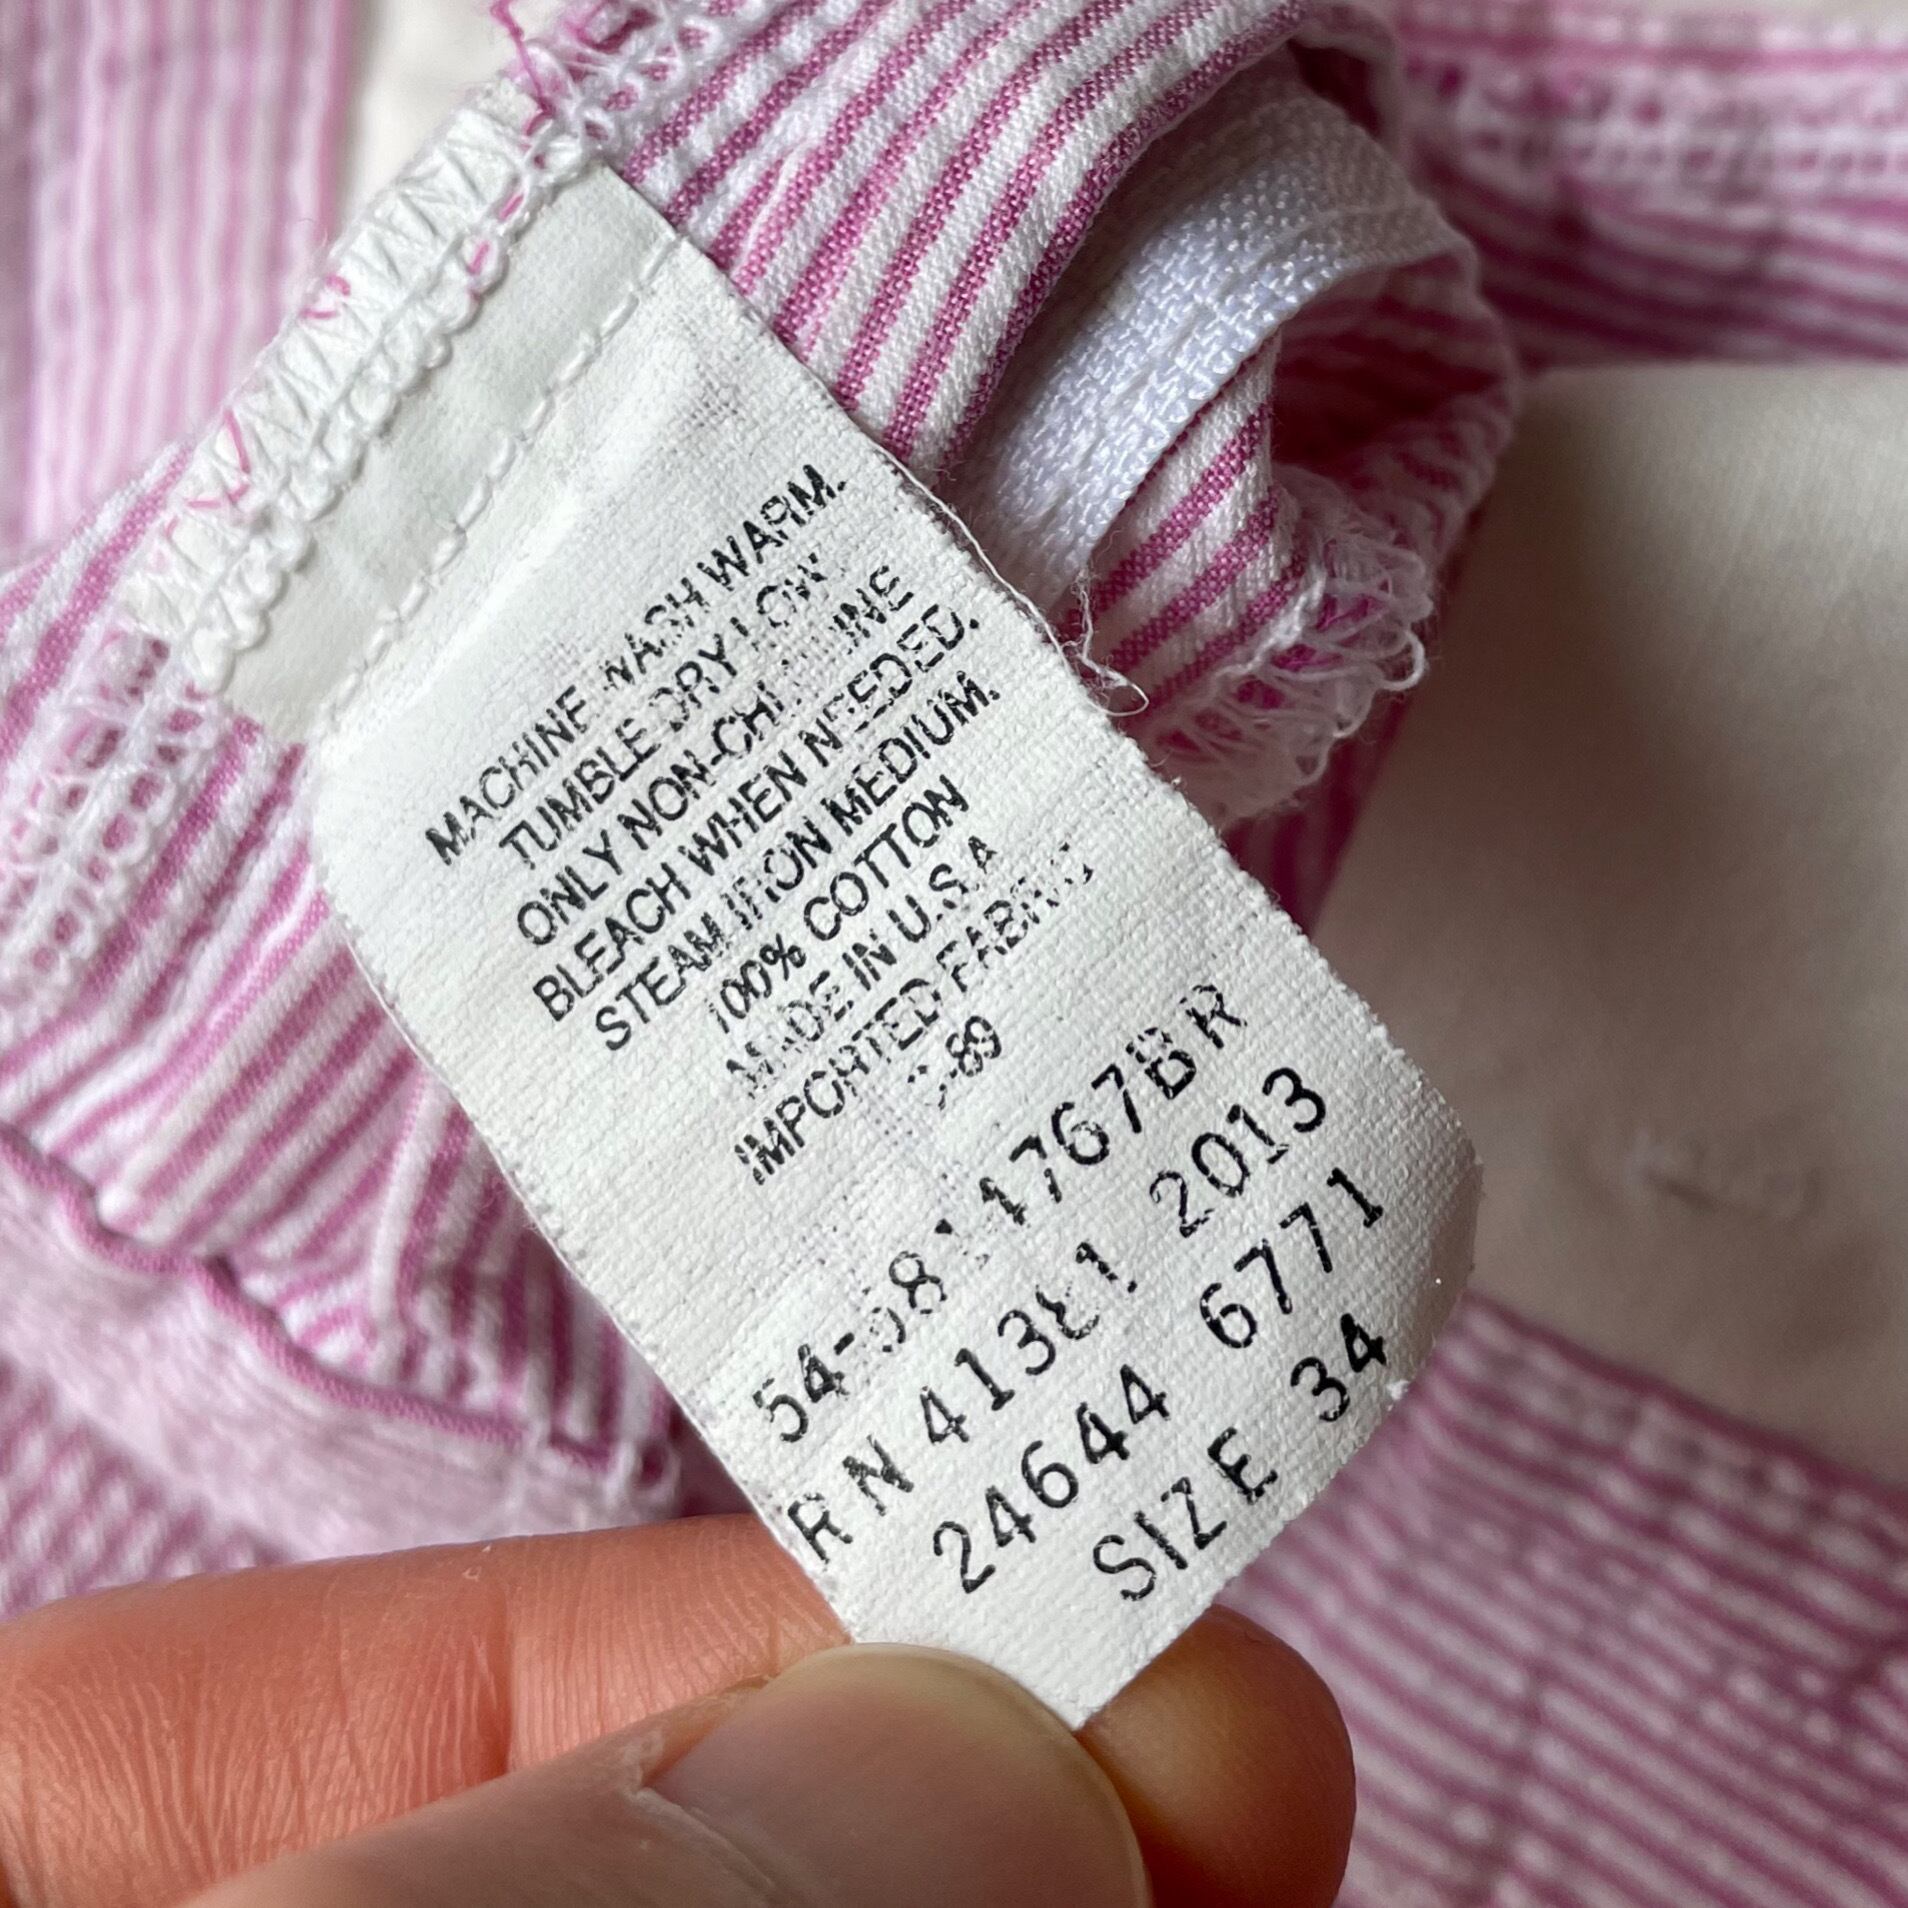 MACHINE WASH WARM.
TUMBLE DRY LOW.
ONLY NON-CHLORINE
BLEACH WHEN NEEDED.
STEAM IRON MEDIUM.
100% COTTON
MADE IN U.S.A
IMPORTED FABRIC
RN 41381 2013
24644 6771
SIZE 34